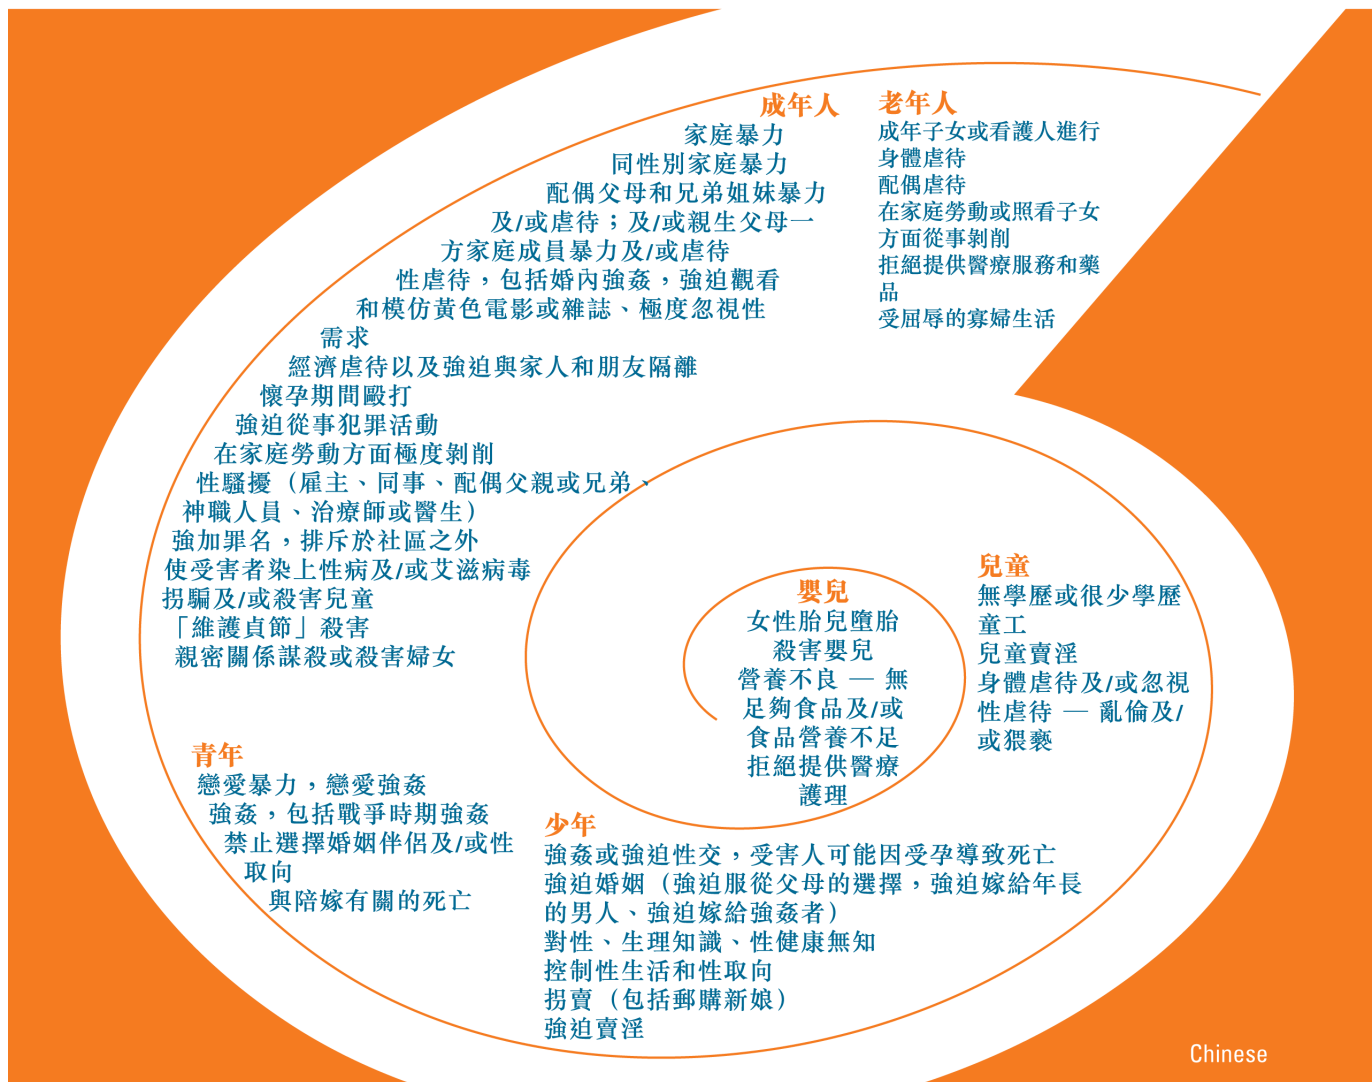 成年人
家庭暴力
同性別家庭暴力
配偶父母和兄弟姐妹暴力
及/或虐待；及/或親生父母一
方家庭成員暴力及/或虐待
性虐待，包括婚內強姦，強迫觀看
和模仿黃色電影或雜誌、極度忽視性
需求
經濟虐待以及強迫與家人和朋友隔離
懷孕期間毆打
強迫從事犯罪活動
在家庭勞動方面極度剝削
性騷擾（雇主、同事、配偶父親或兄弟、
神職人員、治療師或醫生）
強加罪名，排斥於社區之外
使受害者染上性病及/或艾滋病毒
拐騙及/或殺害兒童
「維護貞節」殺害
親密關係謀殺或殺害婦女
老年人
成年子女或看護人進行
身體虐待
配偶虐待
在家庭勞動或照看子女
方面從事剝削
拒絕提供醫療服務和藥
品
受屈辱的寡婦生活
嬰兒
女性胎兒墮胎
殺害嬰兒
營養不良 — 無
足夠食品及/或
食品營養不足
拒絕提供醫療
護理
兒童
無學歷或很少學歷
童工
兒童賣淫
身體虐待及/或忽視
性虐待 — 亂倫及/
或猥褻
青年
戀愛暴力，戀愛強姦
強姦，包括戰爭時期強姦
禁止選擇婚姻伴侶及/或性
取向
與陪嫁有關的死亡
少年
強姦或強迫性交，受害人可能因受孕導致死亡
強迫婚姻（強迫服從父母的選擇，強迫嫁給年長
的男人、強迫嫁給強姦者）
對性、生理知識、性健康無知
控制性生活和性取向
拐賣（包括郵購新娘）
強迫賣淫
Chinese